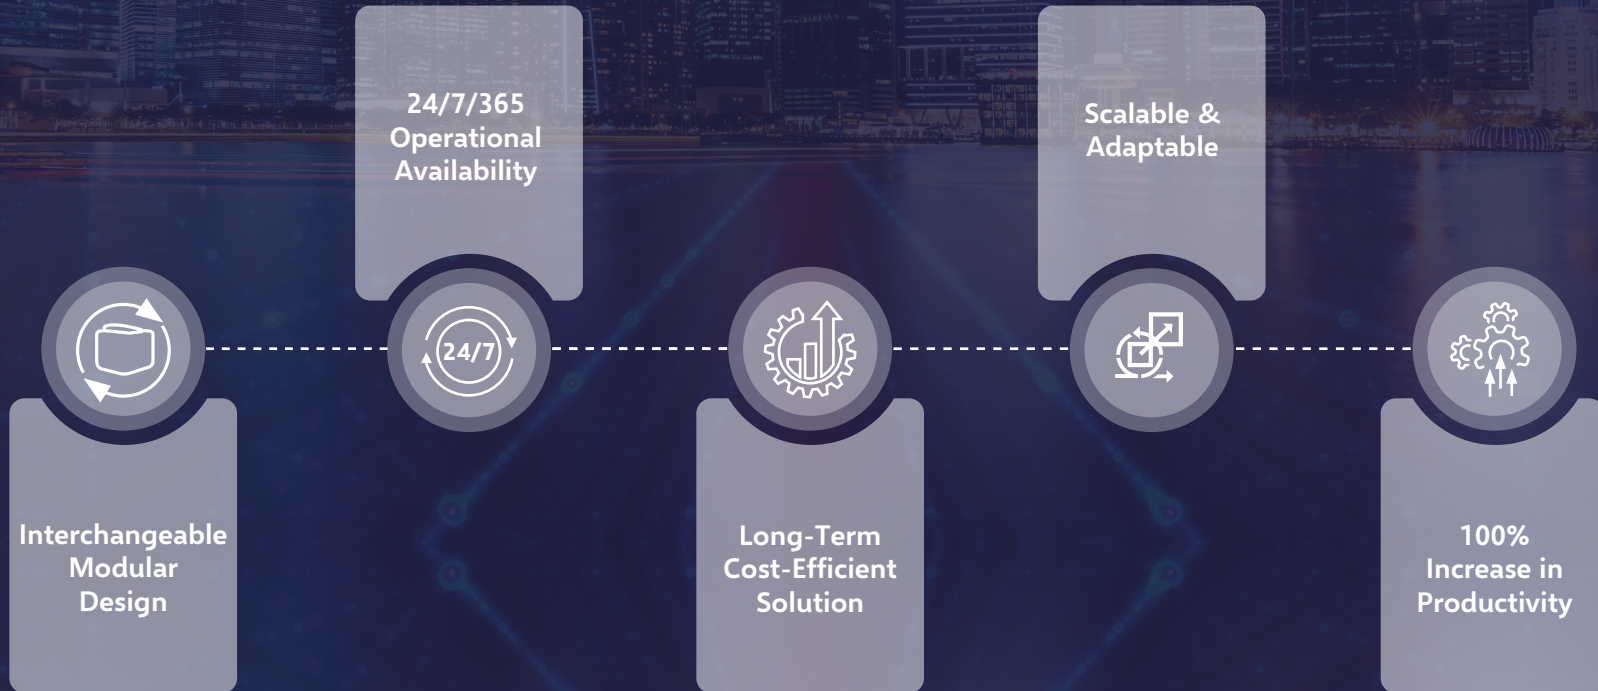 Interchangeable
Modular
Design
24/7/365
Operational
Availability
24/7
Long-Term
Cost-Efficient
Solution
Scalable &
Adaptable
100%
Increase in
Productivity